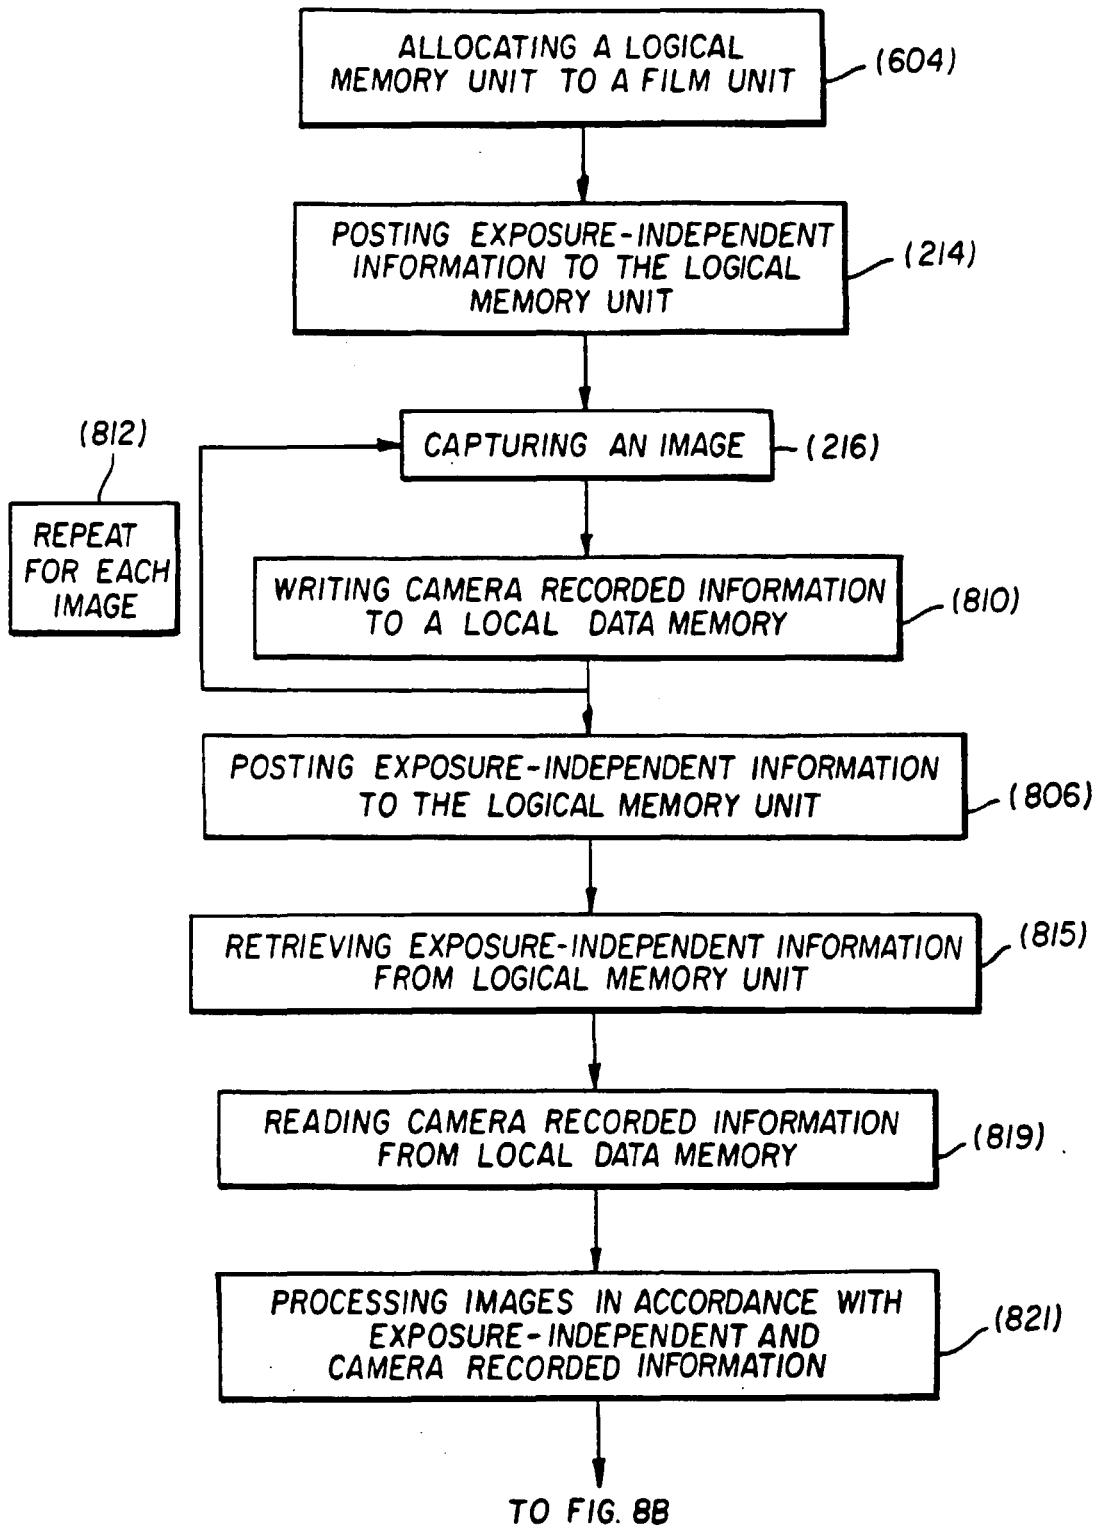 ALLOCATING A LOGICAL
MEMORY UNIT TO A FILM UNIT
(604)
POSTING EXPOSURE-INDEPENDENT
INFORMATION TO THE LOGICAL
MEMORY UNIT
(214)
CAPTURING AN IMAGE
(216)
(812)
REPEAT
FOR EACH
IMAGE
WRITING CAMERA RECORDED INFORMATION
TO A LOCAL DATA MEMORY
(810)
POSTING EXPOSURE-INDEPENDENT INFORMATION
TO THE LOGICAL MEMORY UNIT
(806)
RETRIEVING EXPOSURE-INDEPENDENT INFORMATION
FROM LOGICAL MEMORY UNIT
(815)
READING CAMERA RECORDED INFORMATION
FROM LOCAL DATA MEMORY
(819)
PROCESSING IMAGES IN ACCORDANCE WITH
EXPOSURE-INDEPENDENT AND
CAMERA RECORDED INFORMATION
(821)
TO FIG. 8B